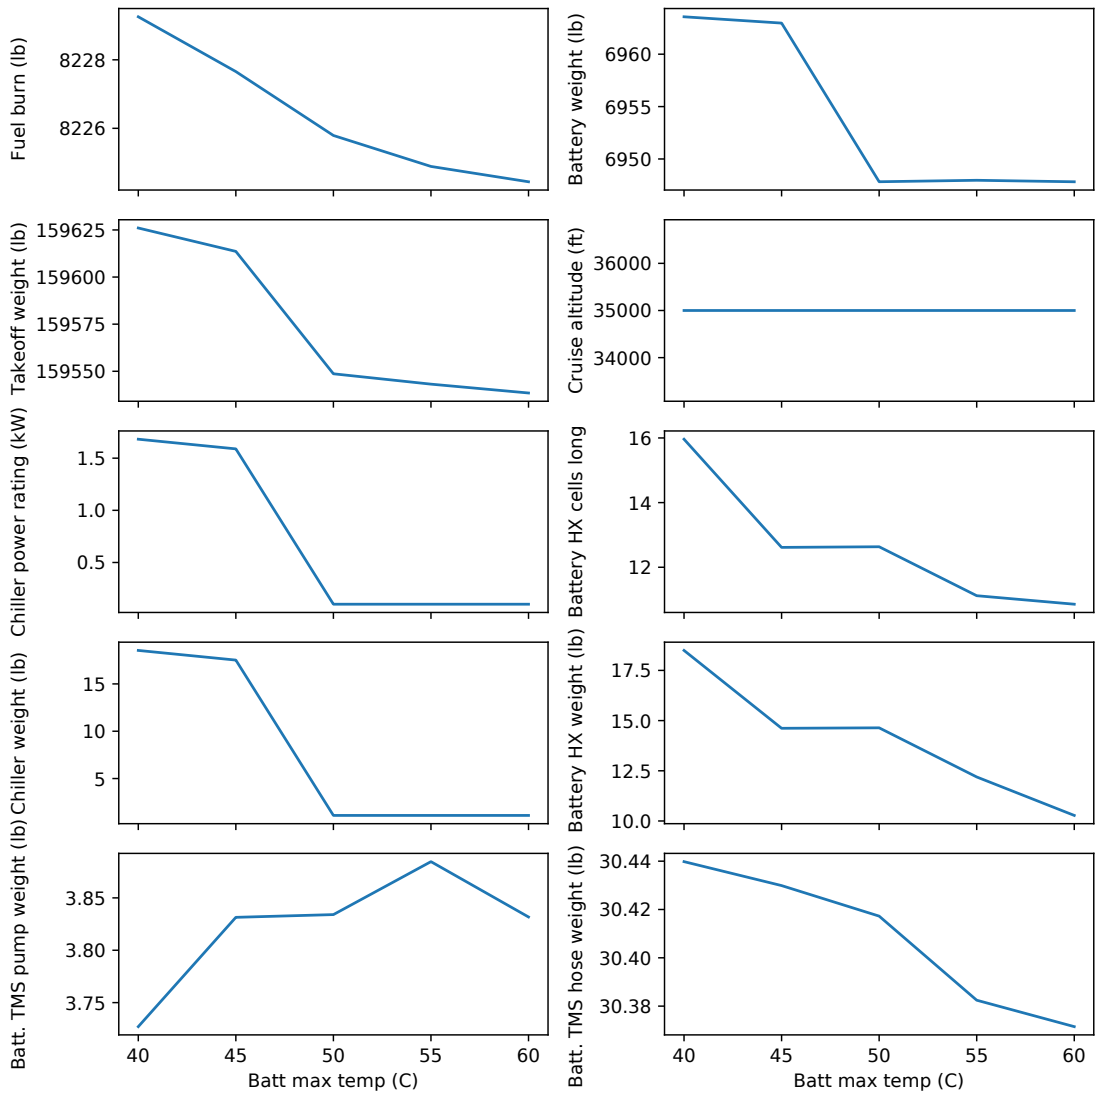 Fuel burn (lb)
8228
8226
Battery weight (lb)
6960
6955
6950
Takeoff weight (lb)
159625
159600
159575
159550
Cruise altitude (ft)
36000
35000
34000
Chiller power rating (kW)
1.5
1.0
0.5
Battery HX cells long
16
14
12
Chiller weight (lb)
15
10
5
Battery HX weight (lb)
17.5
15.0
12.5
10.0
Batt. TMS pump weight (lb)
3.85
3.80
3.75
40 45 50 55 60
Batt max temp (C)
Batt. TMS hose weight (lb)
30.44
30.42
30.40
30.38
40 45 50 55 60
Batt max temp (C)